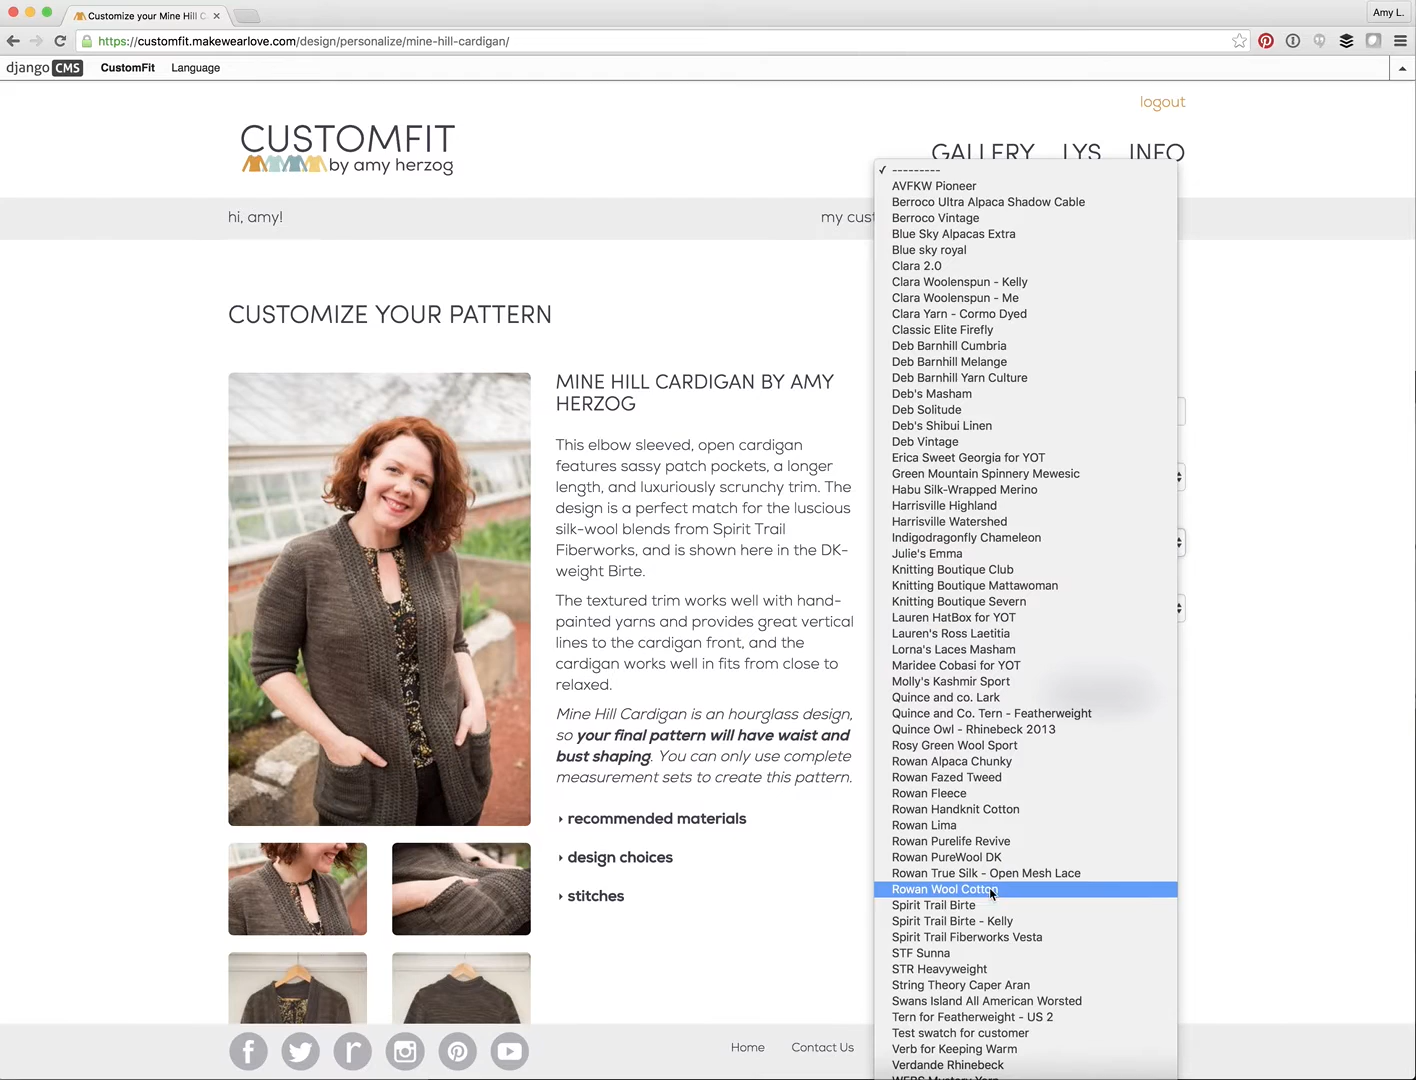 Customize your Mine Hill C
Amy L.
https://customfit.makewearlove.com/design/personalize/mine-hill-cardigan/
django CMS CustomFit Language
logout
CUSTOMFIT
by amy herzog
GALLERY LYS INFO
hi, amy!
my cust
CUSTOMIZE YOUR PATTERN
MINE HILL CARDIGAN BY AMY
HERZOG
This elbow sleeved, open cardigan
features sassy patch pockets, a longer
length, and luxuriously scrunchy trim. The
design is a perfect match for the luscious
silk-wool blends from Spirit Trail
Fiberworks, and is shown here in the DK-
weight Birte.
The textured trim works well with hand-
painted yarns and provides great vertical
lines to the cardigan front, and the
cardigan works well in fits from close to
relaxed.
Mine Hill Cardigan is an hourglass design,
so your final pattern will have waist and
bust shaping. You can only use complete
measurement sets to create this pattern.
recommended materials
design choices
stitches
---------
AVFKW Pioneer
Berroco Ultra Alpaca Shadow Cable
Berroco Vintage
Blue Sky Alpacas Extra
Blue sky royal
Clara 2.0
Clara Woolenspun - Kelly
Clara Woolenspun - Me
Clara Yarn - Cormo Dyed
Classic Elite Firefly
Deb Barnhill Cumbria
Deb Barnhill Melange
Deb Barnhill Yarn Culture
Deb's Masham
Deb Solitude
Deb's Shibui Linen
Deb Vintage
Erica Sweet Georgia for YOT
Green Mountain Spinnery Mewesic
Habu Silk-Wrapped Merino
Harrisville Highland
Harrisville Watershed
Indigodragonfly Chameleon
Julie's Emma
Knitting Boutique Club
Knitting Boutique Mattawoman
Knitting Boutique Severn
Lauren HatBox for YOT
Lauren's Ross Laetitia
Lorna's Laces Masham
Maridee Cobasi for YOT
Molly's Kashmir Sport
Quince and co. Lark
Quince and Co. Tern - Featherweight
Quince Owl - Rhinebeck 2013
Rosy Green Wool Sport
Rowan Alpaca Chunky
Rowan Fazed Tweed
Rowan Fleece
Rowan Handknit Cotton
Rowan Lima
Rowan Purelife Revive
Rowan PureWool DK
Rowan True Silk - Open Mesh Lace
Rowan Wool Cotton
Spirit Trail Birte
Spirit Trail Birte - Kelly
Spirit Trail Fiberworks Vesta
STF Sunna
STR Heavyweight
String Theory Caper Aran
Swans Island All American Worsted
Tern for Featherweight - US 2
Test swatch for customer
Verb for Keeping Warm
Verdande Rhinebeck
WEBS Mystery Yarn
Home Contact Us